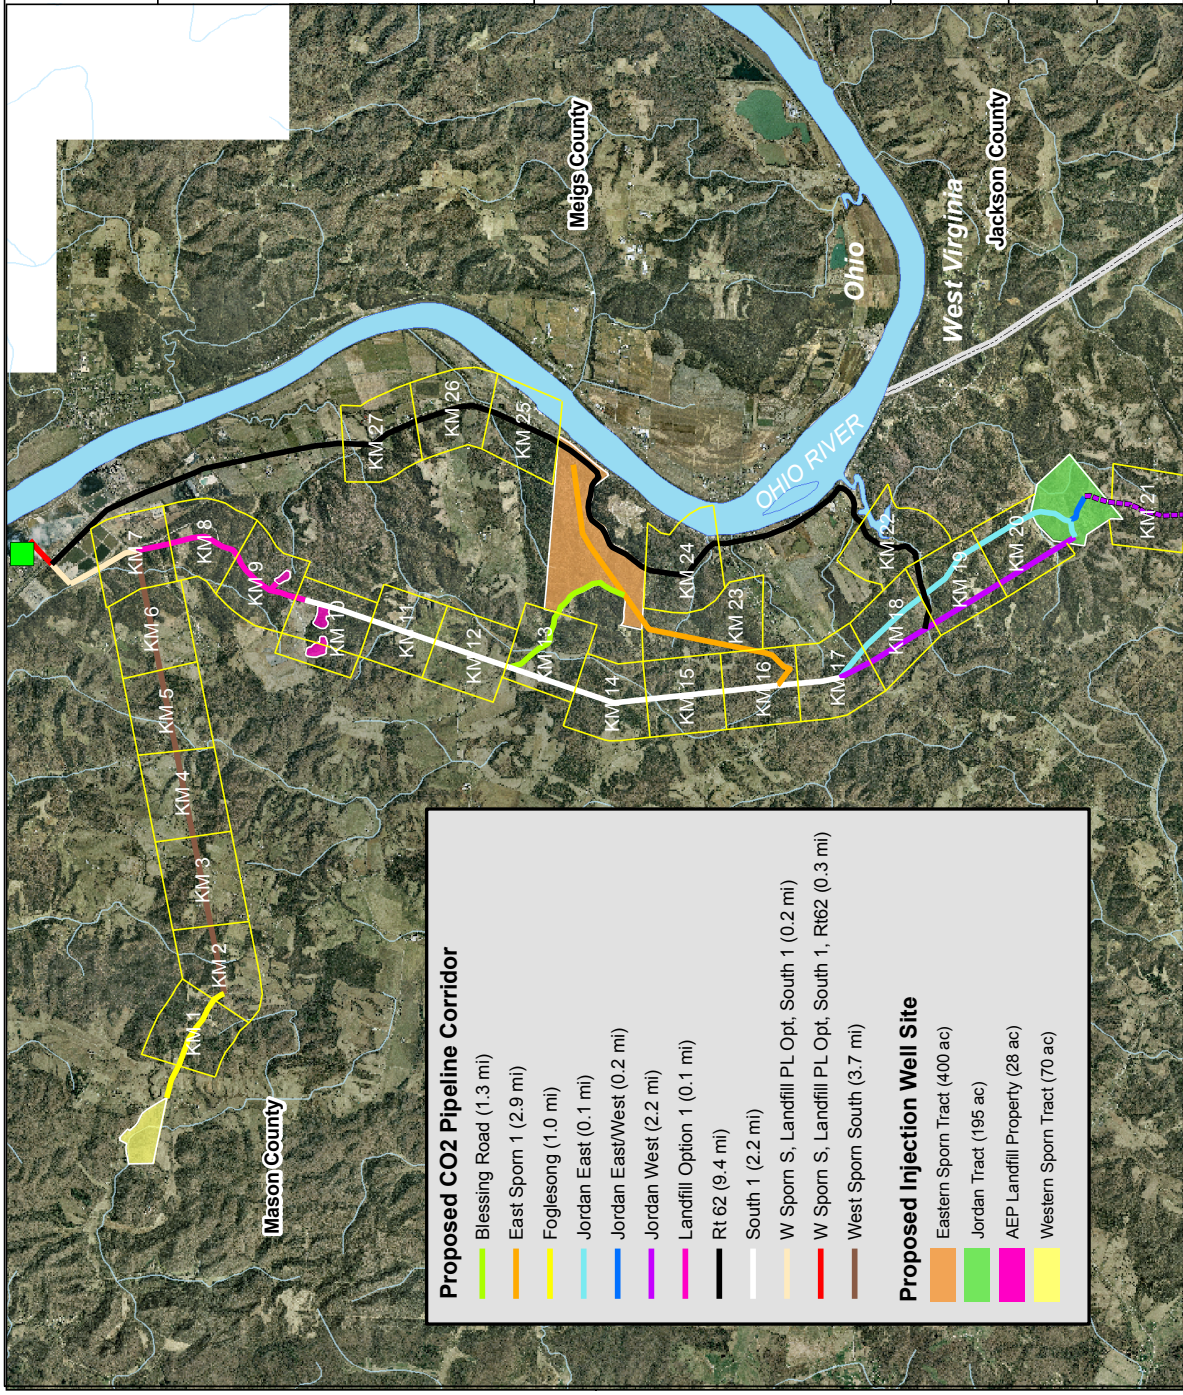 Meigs County
Ohio
West Virginia
Jackson County
OHIO RIVER
Mason County
KM 1
KM 2
KM 3
KM 4
KM 5
KM 6
KM 7
KM 8
KM 9
KM 10
KM 11
KM 12
KM 13
KM 14
KM 15
KM 16
KM 17
KM 18
KM 19
KM 20
KM 21
KM 22
KM 23
KM 24
KM 25
KM 26
KM 27
Proposed CO2 Pipeline Corridor
Blessing Road (1.3 mi)
East Sporn 1 (2.9 mi)
Foglesong (1.0 mi)
Jordan East (0.1 mi)
Jordan East/West (0.2 mi)
Jordan West (2.2 mi)
Landfill Option 1 (0.1 mi)
Rt 62 (9.4 mi)
South 1 (2.2 mi)
W Sporn S, Landfill PL Opt, South 1 (0.2 mi)
W Sporn S, Landfill PL Opt, South 1, Rt62 (0.3 mi)
West Sporn South (3.7 mi)
Proposed Injection Well Site
Eastern Sporn Tract (400 ac)
Jordan Tract (195 ac)
AEP Landfill Property (28 ac)
Western Sporn Tract (70 ac)